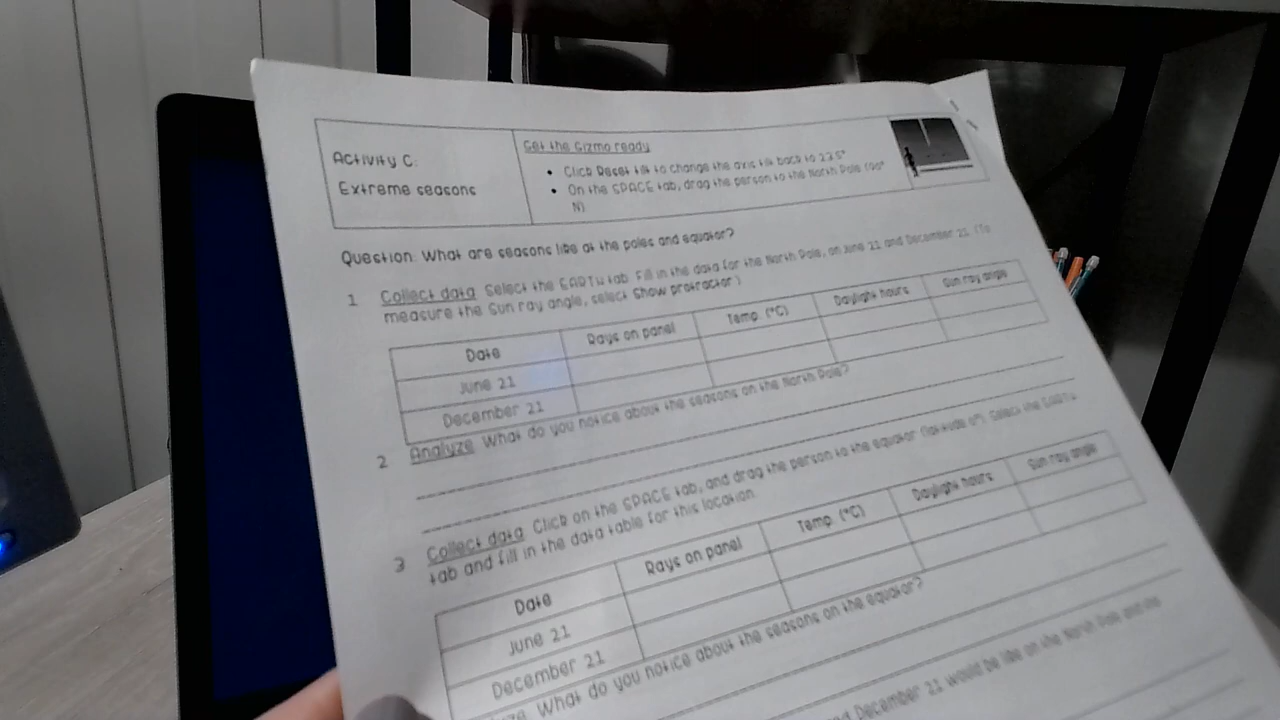 Activity C:
Extreme seasons
Get the Gizmo ready
• Click Reset tilt to change the axis tilt back to 23.5°
• On the SPACE tab, drag the person to the North Pole (90°
N).
Question: What are seasons like at the poles and equator?
1 Collect data Select the EARTH tab. Fill in the data for the North Pole, on June 21 and December 21. (To
measure the Sun ray angle, select Show protractor.)
Date Rays on panel Temp. (°C) Daylight hours Sun ray angle
June 21
December 21
2 Analyze What do you notice about the seasons on the North Pole?
3 Collect data Click on the SPACE tab, and drag the person to the equator (latitude 0°). Select the EARTH
tab and fill in the data table for this location.
Date Rays on panel Temp. (°C) Daylight hours Sun ray angle
June 21
December 21
What do you notice about the seasons on the equator?
December 21 would be like on the North Pole and